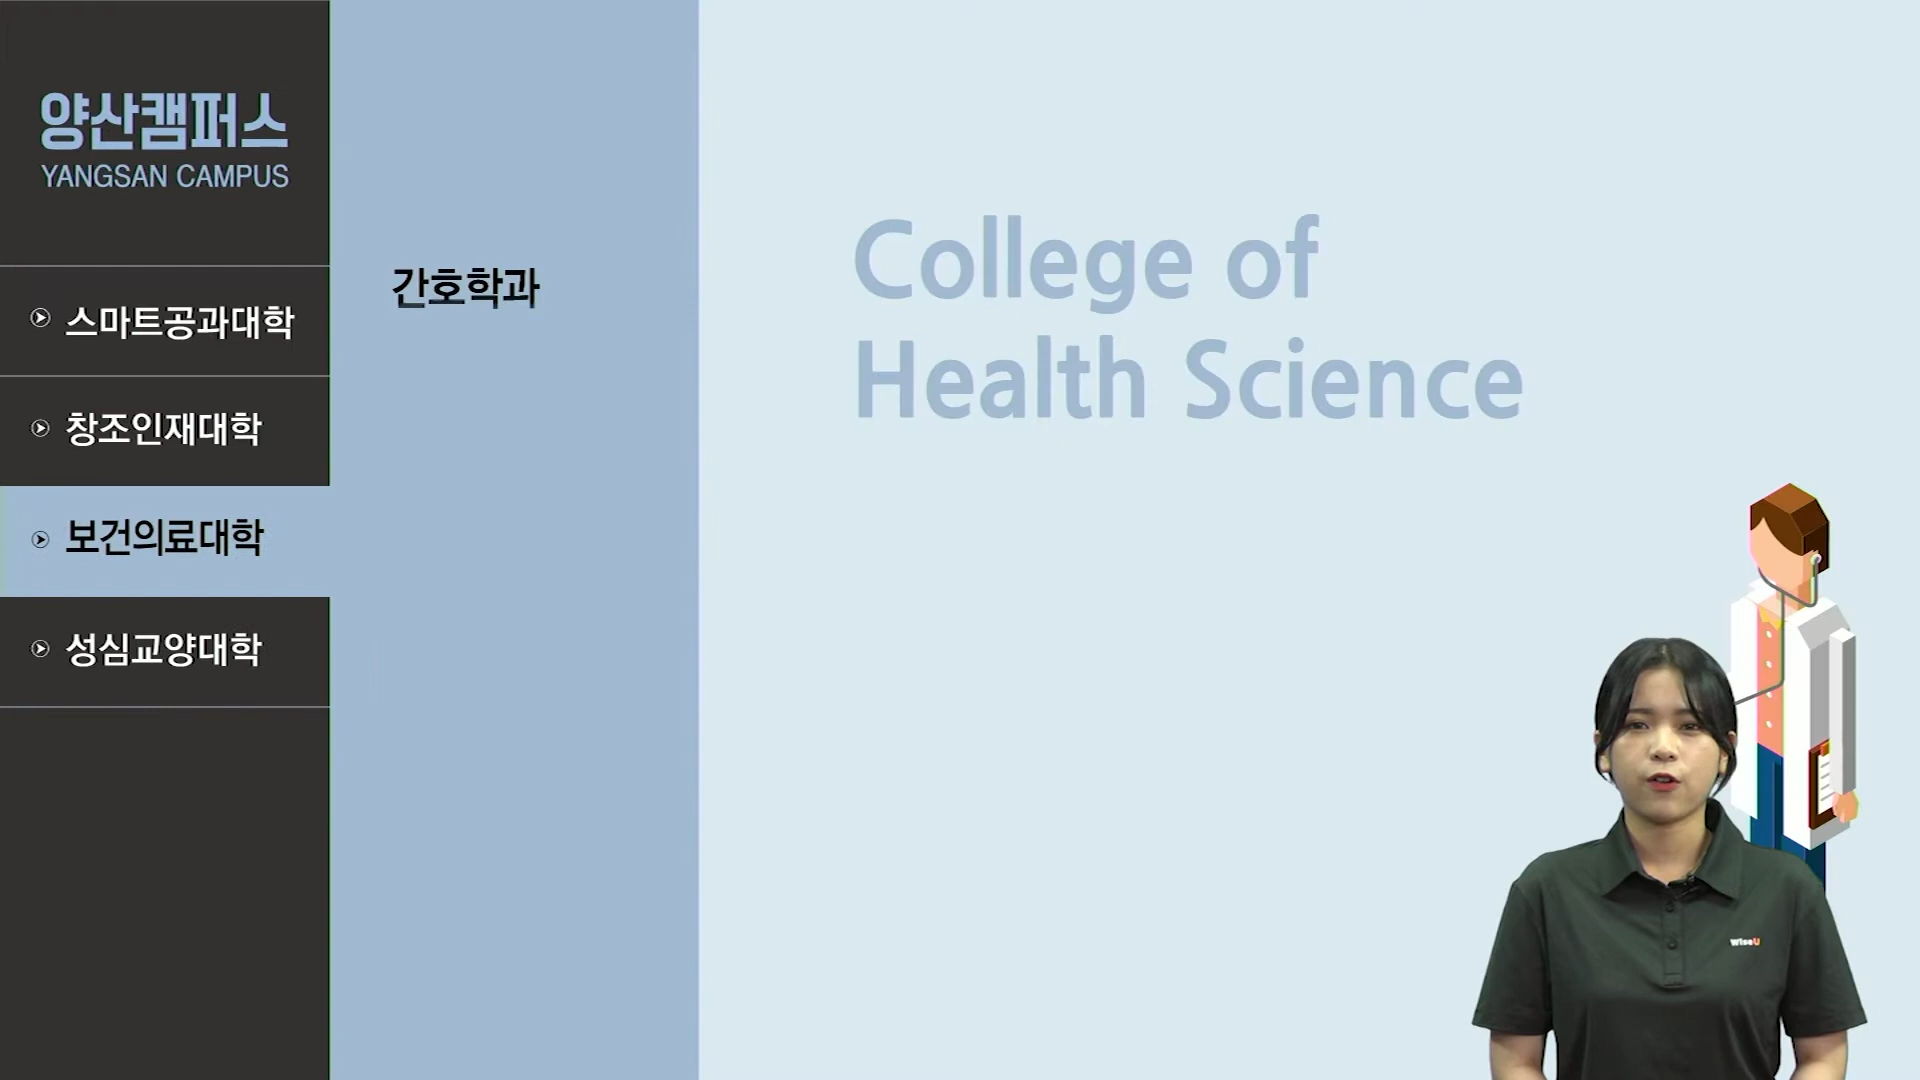 양산캠퍼스
YANGSAN CAMPUS
스마트공과대학
창조인재대학
보건의료대학
성심교양대학
간호학과
College of
Health Science
WiseU